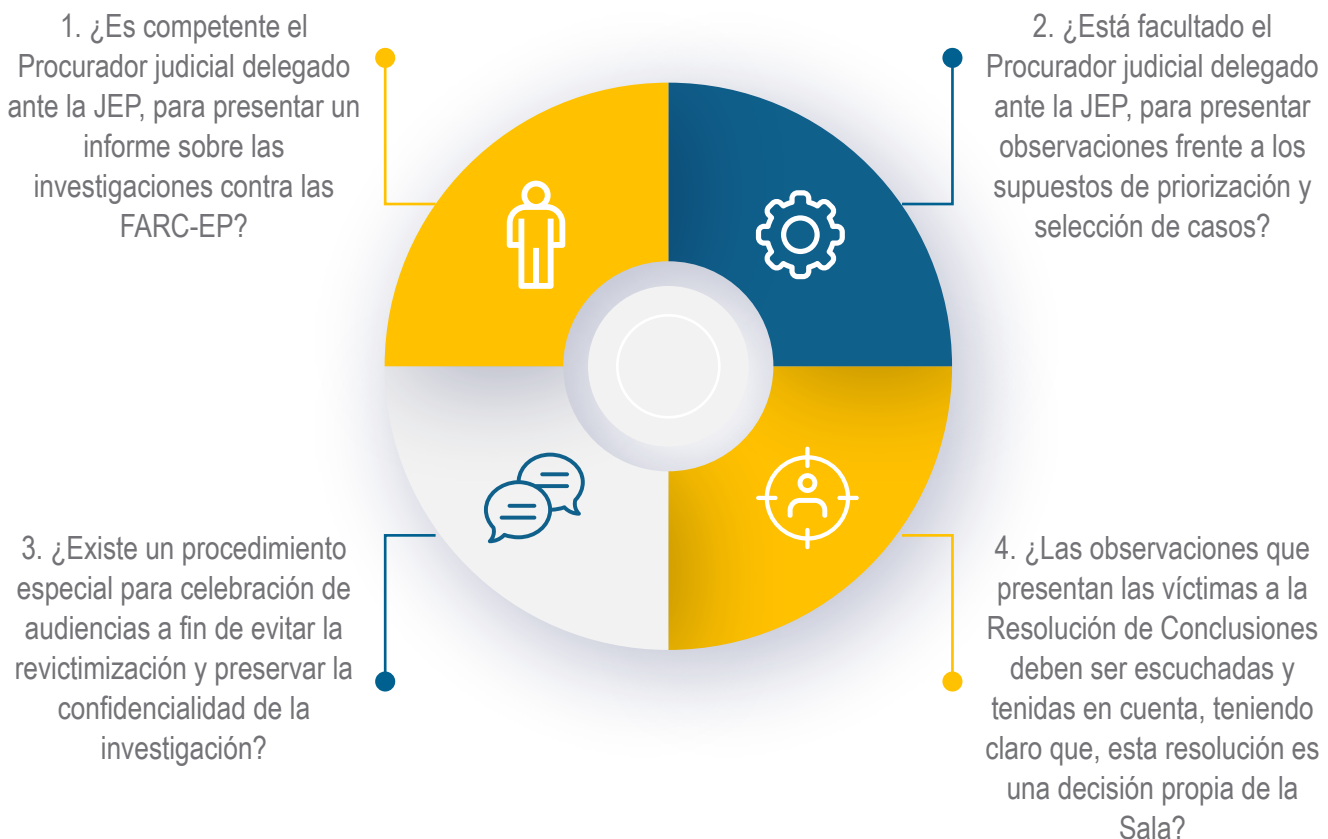 1. ¿Es competente el
Procurador judicial delegado
ante la JEP, para presentar un
informe sobre las
investigaciones contra las
FARC-EP?
2. ¿Está facultado el
Procurador judicial delegado
ante la JEP, para presentar
observaciones frente a los
supuestos de priorización y
selección de casos?
3. ¿Existe un procedimiento
especial para celebración de
audiencias a fin de evitar la
revictimización y preservar la
confidencialidad de la
investigación?
4. ¿Las observaciones que
presentan las víctimas a la
Resolución de Conclusiones
deben ser escuchadas y
tenidas en cuenta, teniendo
claro que, esta resolución es
una decisión propia de la
Sala?